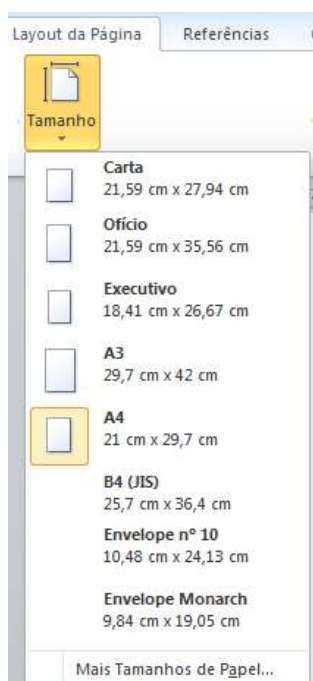 Layout da Página Referências
Tamanho
Carta
21,59 cm x 27,94 cm
Ofício
21,59 cm x 35,56 cm
Executivo
18,41 cm x 26,67 cm
A3
29,7 cm x 42 cm
A4
21 cm x 29,7 cm
B4 (JIS)
25,7 cm x 36,4 cm
Envelope nº 10
10,48 cm x 24,13 cm
Envelope Monarch
9,84 cm x 19,05 cm
Mais Tamanhos de Papel...